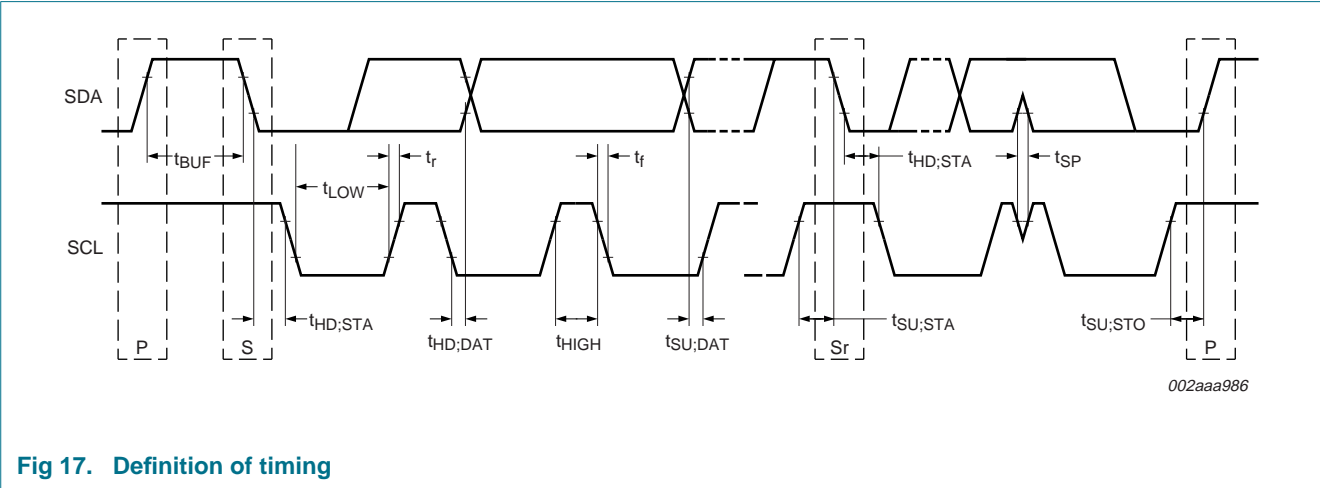 SDA
tBUF
tr
tf
tHD;STA
tSP
tLOW
SCL
tHD;STA
tHD;DAT
tHIGH
tSU;DAT
tSU;STA
tSU;STO
P
S
Sr
P
002aaa986
Fig 17. Definition of timing